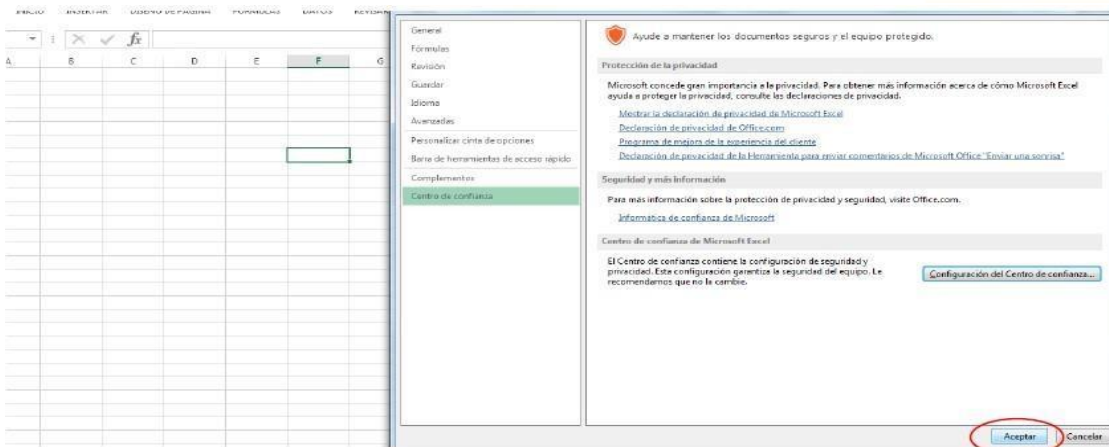 INICIO INSERTAR DISEÑO DE PÁGINA FÓRMULAS DATOS REVISAR
fx
A B C D E F G
General
Fórmulas
Revisión
Guardar
Idioma
Avanzadas
Personalizar cinta de opciones
Barra de herramientas de acceso rápido
Complementos
Centro de confianza
Ayude a mantener los documentos seguros y el equipo protegido.
Protección de la privacidad
Microsoft concede gran importancia a la privacidad. Para obtener más información acerca de cómo Microsoft Excel
ayuda a proteger la privacidad, consulte las declaraciones de privacidad.
Mostrar la declaración de privacidad de Microsoft Excel
Declaración de privacidad de Office.com
Programa de mejora de la experiencia del cliente
Declaración de privacidad de la Herramienta para enviar comentarios de Microsoft Office "Enviar una sonrisa"
Seguridad y más información
Para más información sobre la protección de privacidad y seguridad, visite Office.com.
Informática de confianza de Microsoft
Centro de confianza de Microsoft Excel
El Centro de confianza contiene la configuración de seguridad y
privacidad. Esta configuración garantiza la seguridad del equipo. Le
recomendamos que no la cambie.
Configuración del Centro de confianza...
Aceptar Cancelar